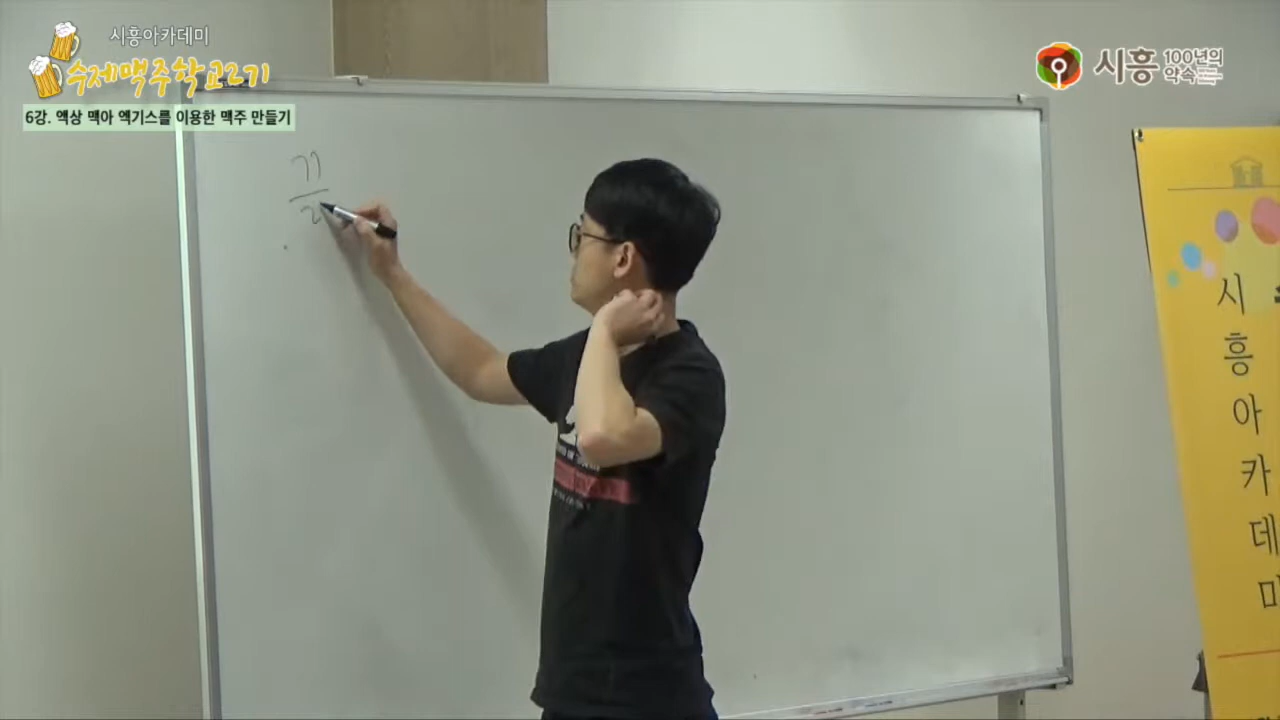 시흥아카데미
수제맥주학교2기
6강. 액상 맥아 엑기스를 이용한 맥주 만들기
시흥 100년의 약속
77
2
시흥아카데미